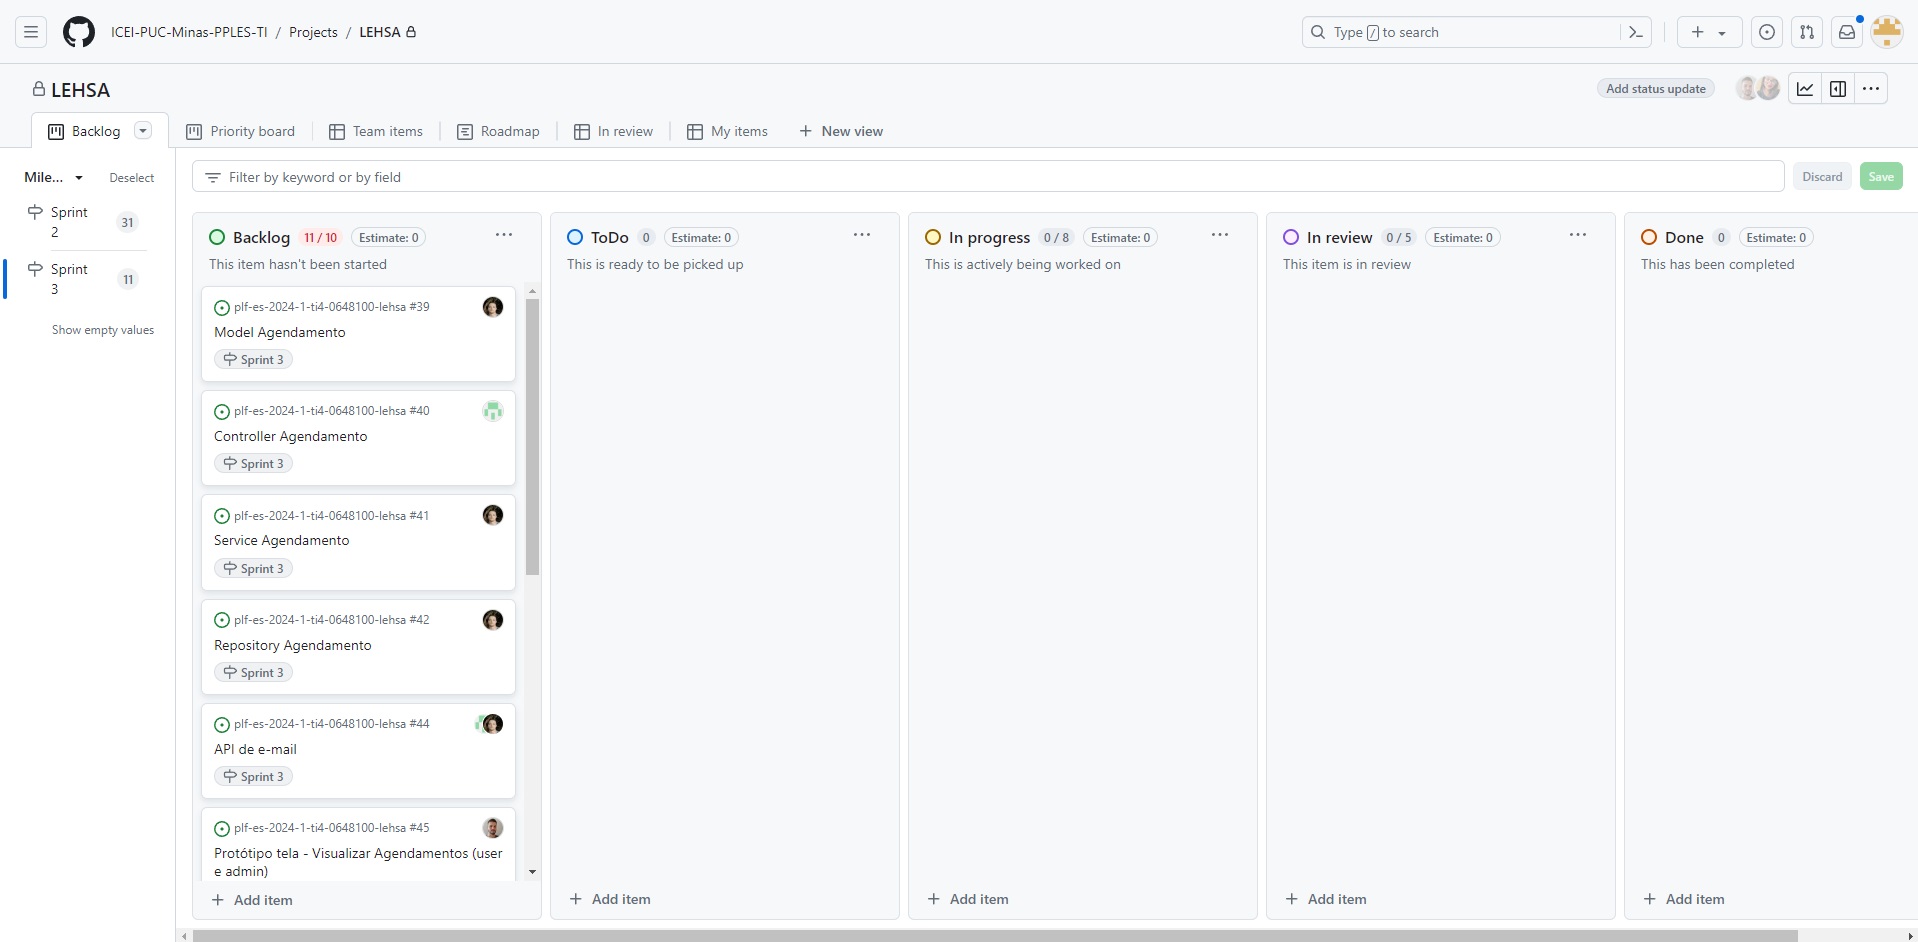 ICEI-PUC-Minas-PPLES-TI / Projects / LEHSA
Type / to search
LEHSA
Add status update
Backlog
Priority board
Team items
Roadmap
In review
My items
New view
Mile...
Deselect
Sprint
2
31
Sprint
3
11
Show empty values
Filter by keyword or by field
Discard
Save
Backlog 11 / 10 Estimate: 0
This item hasn't been started
plf-es-2024-1-ti4-0648100-lehsa #39
Model Agendamento
Sprint 3
plf-es-2024-1-ti4-0648100-lehsa #40
Controller Agendamento
Sprint 3
plf-es-2024-1-ti4-0648100-lehsa #41
Service Agendamento
Sprint 3
plf-es-2024-1-ti4-0648100-lehsa #42
Repository Agendamento
Sprint 3
plf-es-2024-1-ti4-0648100-lehsa #44
API de e-mail
Sprint 3
plf-es-2024-1-ti4-0648100-lehsa #45
Protótipo tela - Visualizar Agendamentos (user
e admin)
+ Add item
ToDo 0 Estimate: 0
This is ready to be picked up
+ Add item
In progress 0 / 8 Estimate: 0
This is actively being worked on
+ Add item
In review 0 / 5 Estimate: 0
This item is in review
+ Add item
Done 0 Estimate: 0
This has been completed
+ Add item